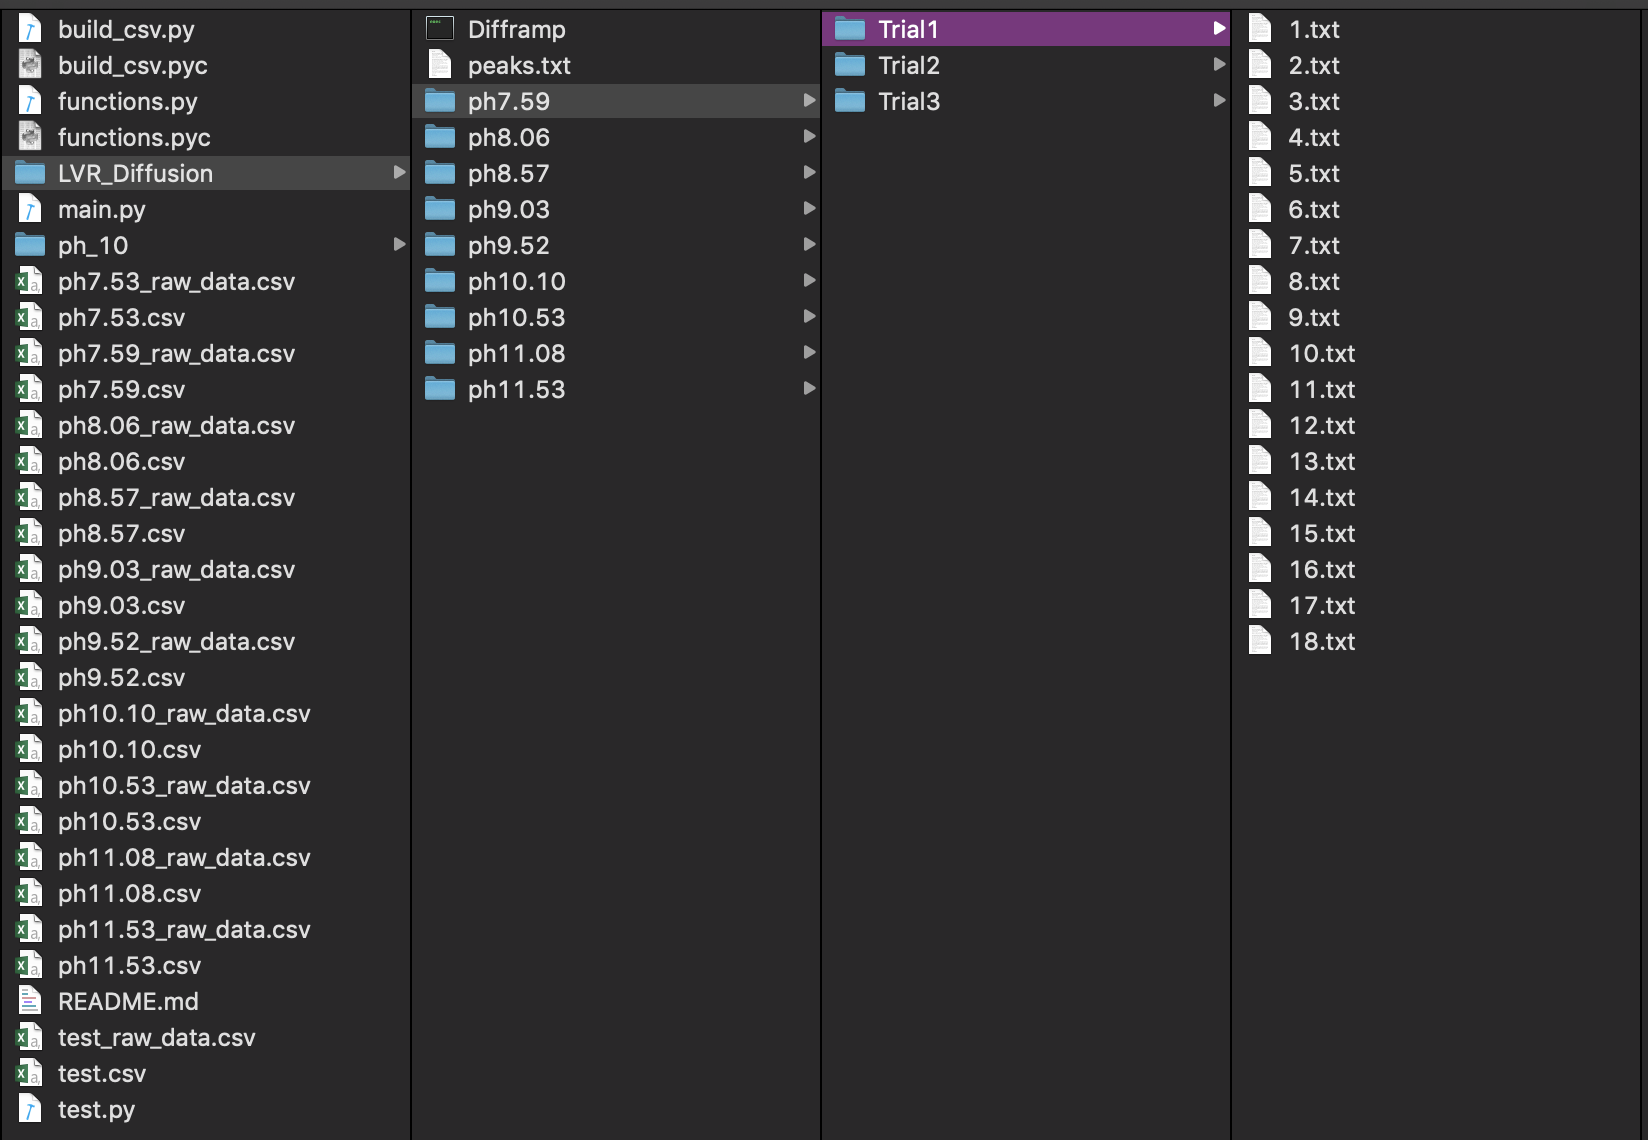 build_csv.py
build_csv.pyc
functions.py
functions.pyc
LVR_Diffusion
main.py
ph_10
ph7.53_raw_data.csv
ph7.53.csv
ph7.59_raw_data.csv
ph7.59.csv
ph8.06_raw_data.csv
ph8.06.csv
ph8.57_raw_data.csv
ph8.57.csv
ph9.03_raw_data.csv
ph9.03.csv
ph9.52_raw_data.csv
ph9.52.csv
ph10.10_raw_data.csv
ph10.10.csv
ph10.53_raw_data.csv
ph10.53.csv
ph11.08_raw_data.csv
ph11.08.csv
ph11.53_raw_data.csv
ph11.53.csv
README.md
test_raw_data.csv
test.csv
test.py
Difframp
peaks.txt
ph7.59
ph8.06
ph8.57
ph9.03
ph9.52
ph10.10
ph10.53
ph11.08
ph11.53
Trial1
Trial2
Trial3
1.txt
2.txt
3.txt
4.txt
5.txt
6.txt
7.txt
8.txt
9.txt
10.txt
11.txt
12.txt
13.txt
14.txt
15.txt
16.txt
17.txt
18.txt